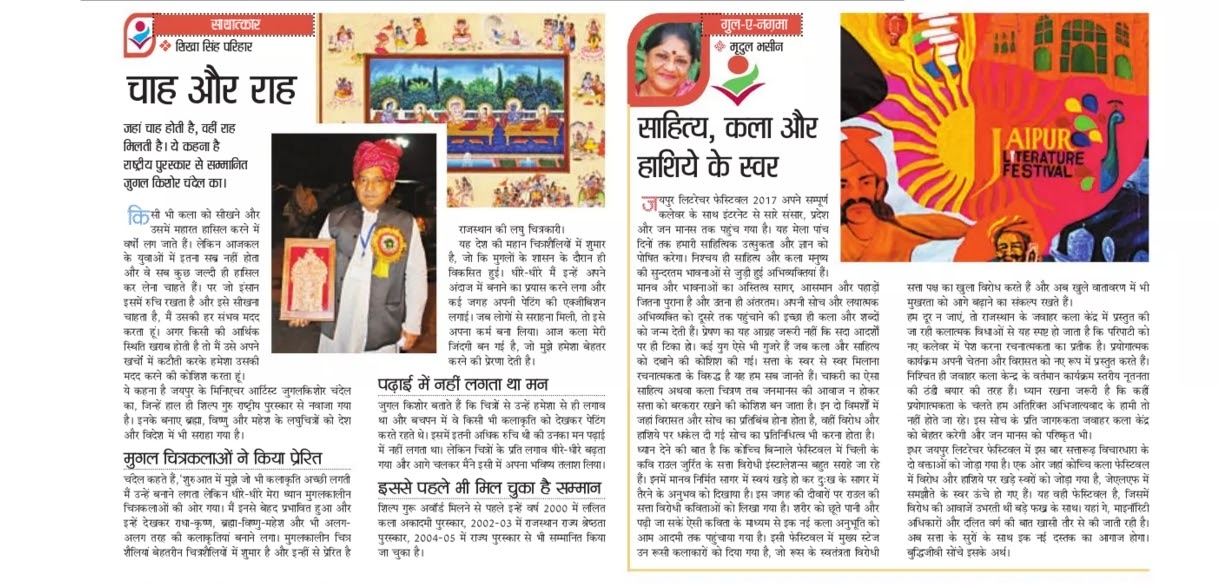 साक्षात्कार
शिखा सिंह परिहार
चाह और राह
जहां चाह होती है, वहीं राह
मिलती है। ये कहना है
राष्ट्रीय पुरस्कार से सम्मानित
जुगल किशोर चंदेल का।
किसी भी कला को सीखने और
उसमें महारत हासिल करने में
वर्षों लग जाते हैं। लेकिन आजकल
के युवाओं में इतना सब्र नहीं होता
और वे सब कुछ जल्दी ही हासिल
कर लेना चाहते हैं। पर जो इंसान
इसमें रुचि रखता है और इसे सीखना
चाहता है, मैं उसकी हर संभव मदद
करता हूं। अगर किसी की आर्थिक
स्थिति खराब होती है तो मैं उसे अपने
खर्चों में कटौती करके हमेशा उसकी
मदद करने की कोशिश करता हूं।
ये कहना है जयपुर के मिनिएचर आर्टिस्ट जुगलकिशोर चंदेल
का, जिन्हें हाल ही शिल्प गुरु राष्ट्रीय पुरस्कार से नवाजा गया
है। इनके बनाए ब्रह्मा, विष्णु और महेश के लघुचित्रों को देश
और विदेश में भी सराहा गया है।
मुगल चित्रकलाओं ने किया प्रेरित
चंदेल कहते हैं, 'शुरुआत में मुझे जो भी कलाकृति अच्छी लगती
मैं उन्हें बनाने लगता लेकिन धीरे-धीरे मेरा ध्यान मुगलकालीन
चित्रकलाओं की ओर गया। मैं इनसे बेहद प्रभावित हुआ और
इन्हें देखकर राधा-कृष्ण, ब्रह्मा-विष्णु-महेश और भी अलग-
अलग तरह की कलाकृतियां बनाने लगा। मुगलकालीन चित्र
शैलियां बेहतरीन चित्रशैलियों में शुमार है और इन्हीं से प्रेरित है
राजस्थान की लघु चित्रकारी।
यह देश की महान चित्रशैलियों में शुमार
है, जो कि मुगलों के शासन के दौरान ही
विकसित हुई। धीरे-धीरे मैं इन्हें अपने
अंदाज में बनाने का प्रयास करने लगा और
कई जगह अपनी पेंटिंग की एक्जीबिशन
लगाई। जब लोगों से सराहना मिली, तो इसे
अपना कर्म बना लिया। आज कला मेरी
जिंदगी बन गई है, जो मुझे हमेशा बेहतर
करने की प्रेरणा देती है।
पढ़ाई में नहीं लगता था मन
जुगल किशोर बताते हैं कि चित्रों से उन्हें हमेशा से ही लगाव
था और बचपन में वे किसी भी कलाकृति को देखकर पेंटिंग
करते रहते थे। इसमें इतनी अधिक रुचि थी की उनका मन पढ़ाई
में नहीं लगता था। लेकिन चित्रों के प्रति लगाव धीरे-धीरे बढ़ता
गया और आगे चलकर मैंने इसी में अपना भविष्य तलाश लिया।
इससे पहले भी मिल चुका है सम्मान
शिल्प गुरु अवॉर्ड मिलने से पहले इन्हें वर्ष 2000 में ललित
कला अकादमी पुरस्कार, 2002-03 में राजस्थान राज्य श्रेष्ठता
पुरस्कार, 2004-05 में राज्य पुरस्कार से भी सम्मानित किया
जा चुका है।
गुल-ए-नगमा
मृदुल भसीन
साहित्य, कला और
हाशिये के स्वर
जयपुर लिटरेचर फेस्टिवल 2017 अपने सम्पूर्ण
कलेवर के साथ इंटरनेट से सारे संसार, प्रदेश
और जन मानस तक पहुंच गया है। यह मेला पांच
दिनों तक हमारी साहित्यिक उत्सुकता और ज्ञान को
पोषित करेगा। निश्चय ही साहित्य और कला मनुष्य
की सुन्दरतम भावनाओं से जुड़ी हुई अभिव्यक्तियां हैं।
मानव और भावनाओं का अस्तित्व सागर, आसमान और पहाड़ों
जितना पुराना है और उतना ही अंतरतम। अपनी सोच और लयात्मक
अभिव्यक्ति को दूसरे तक पहुंचाने की इच्छा ही कला और शब्दों
को जन्म देती हैं। प्रेषण का यह आग्रह जरूरी नहीं कि सदा आदर्शों
पर ही टिका हो। कई युग ऐसे भी गुजरे हैं जब कला और साहित्य
को दबाने की कोशिश की गई। सत्ता के स्वर से स्वर मिलाना
रचनात्मकता के विरुद्ध है यह हम सब जानते हैं। चाकरी का ऐसा
साहित्य अथवा कला चित्रण तब जनमानस की आवाज न होकर
सत्ता को बरकरार रखने की कोशिश बन जाता है। इन दो विमर्शों में
जहां विरासत और सोच का प्रतिबिंब होना होता है, वहीं विरोध और
हाशिए पर धकेल दी गई सोच का प्रतिनिधित्व भी करना होता है।
ध्यान देने की बात है कि कोच्चि बिन्नाले फेस्टिवल में चिली के
कवि राउल जुर्रित के सत्ता विरोधी इंस्टालेशन्स बहुत सराहे जा रहे
हैं। इनमें मानव निर्मित सागर में स्वयं खड़े हो कर दुःख के सागर में
तैरने के अनुभव को दिखाया है। इस जगह की दीवारों पर राउल की
सत्ता विरोधी कविताओं को लिखा गया है। शरीर को छूते पानी और
पढ़ी जा सके ऐसी कविता के माध्यम से इक नई कला अनुभूति को
आम आदमी तक पहुंचाया गया है। इसी फेस्टिवल में मुख्य स्टेज
उन रूसी कलाकारों को दिया गया है, जो रूस के स्वतंत्रता विरोधी
JAIPUR
LITERATURE
FESTIVAL
सत्ता पक्ष का खुला विरोध करते हैं और अब खुले वातावरण में भी
मुखरता को आगे बढ़ाने का संकल्प रखते हैं।
हम दूर न जाएं, तो राजस्थान के जवाहर कला केंद्र में प्रस्तुत की
जा रही कलात्मक विधाओं से यह स्पष्ट हो जाता है कि परिपाटी को
नए कलेवर में पेश करना रचनात्मकता का प्रतीक है। प्रयोगात्मक
कार्यक्रम अपनी चेतना और विरासत को नए रूप में प्रस्तुत करते हैं।
निश्चित ही जवाहर कला केन्द्र के वर्तमान कार्यक्रम स्तरीय नूतनता
की ठंडी बयार की तरह हैं। ध्यान रखना जरूरी है कि कहीं
प्रयोगात्मकता के चलते हम अतिरिक्त अभिजात्यवाद के हामी तो
नहीं होते जा रहे। इस सोच के प्रति जागरुकता जवाहर कला केंद्र
को बेहतर करेगी और जन मानस को परिष्कृत भी।
इधर जयपुर लिटरेचर फेस्टिवल में इस बार सत्तारूढ़ विचारधारा के
दो वक्ताओं को जोड़ा गया है। एक ओर जहां कोच्चि कला फेस्टिवल
में विरोध और हाशिये पर खड़े स्वरों को जोड़ा गया है, जेएलएफ में
समझौते के स्वर ऊंचे हो गए हैं। यह वही फेस्टिवल है, जिसमें
विरोध की आवाजें उभरती थीं बड़े फख्र के साथ। यहां गे, माइनॉरिटी
अधिकारों और दलित वर्ग की बात खासी तौर से की जाती रही है।
अब सत्ता के सुरों के साथ इक नई दस्तक का आगाज होगा।
बुद्धिजीवी सोचें इसके अर्थ।